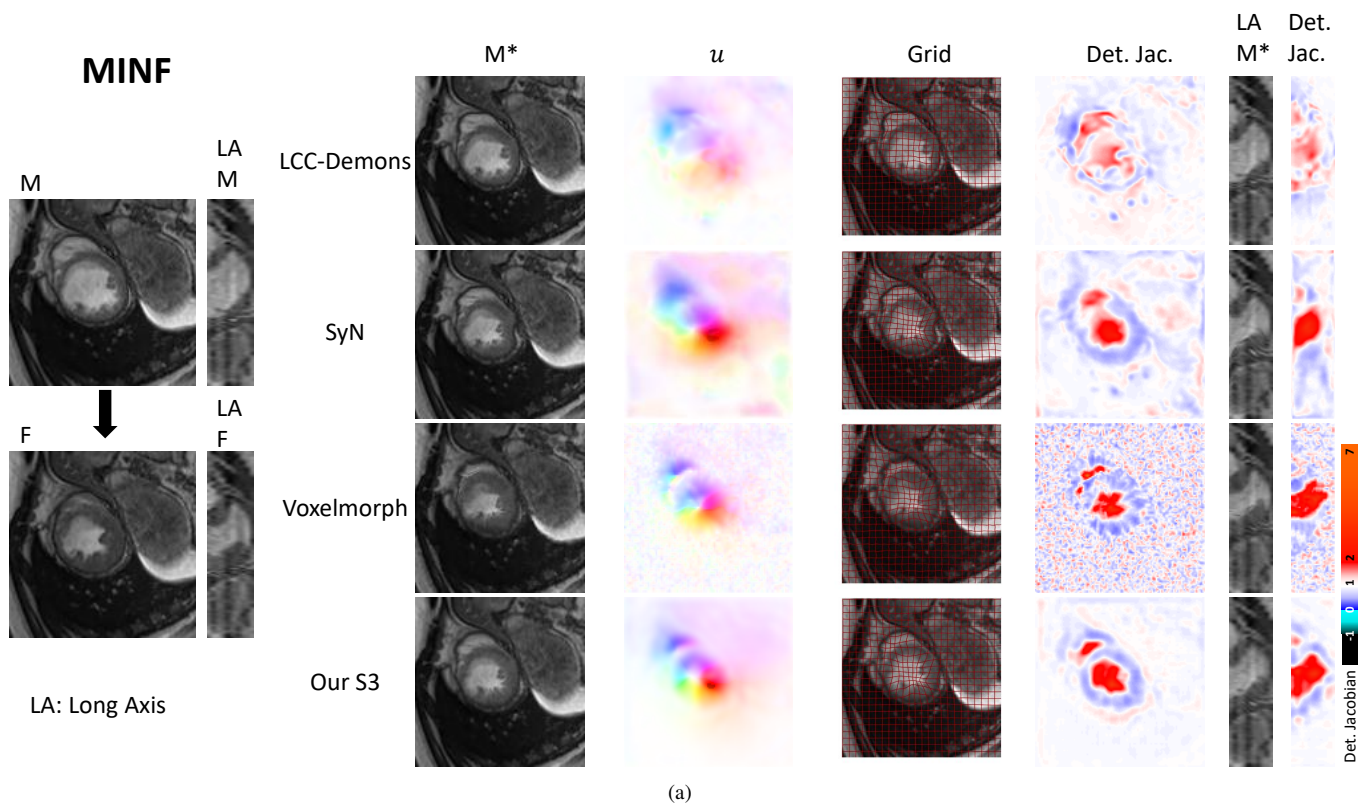 MINF
M
LA
M
F
LA
F
LA: Long Axis
M*
u
Grid
Det. Jac.
LA
M*
Det.
Jac.
LCC-Demons
SyN
Voxelmorph
Our S3
7
2
1
0
-1
Det. Jacobian
(a)